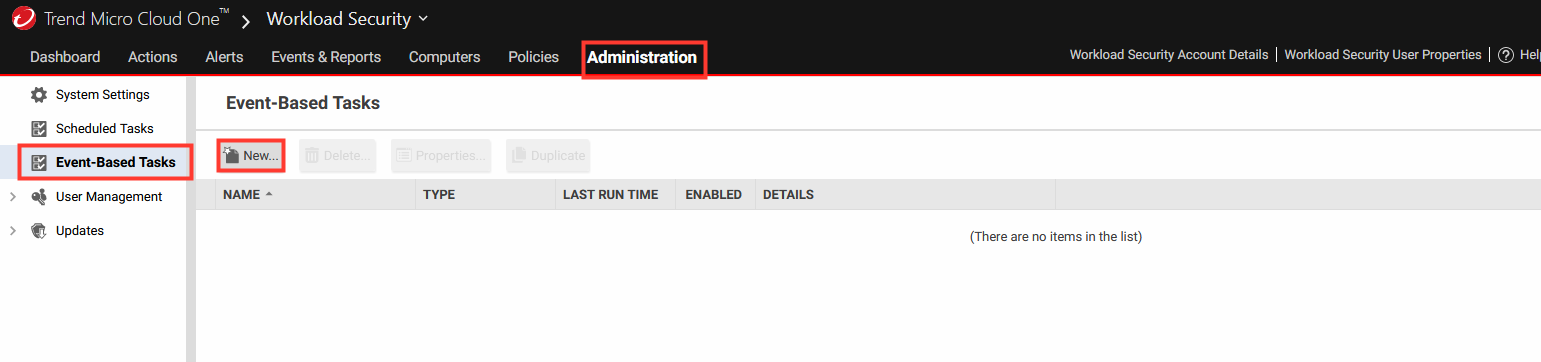 Trend Micro Cloud One™ Workload Security
Dashboard Actions Alerts Events & Reports Computers Policies Administration Workload Security Account Details Workload Security User Properties Help
System Settings
Event-Based Tasks
Scheduled Tasks
Event-Based Tasks
New... Delete... Properties... Duplicate
User Management
NAME TYPE LAST RUN TIME ENABLED DETAILS
Updates
(There are no items in the list)